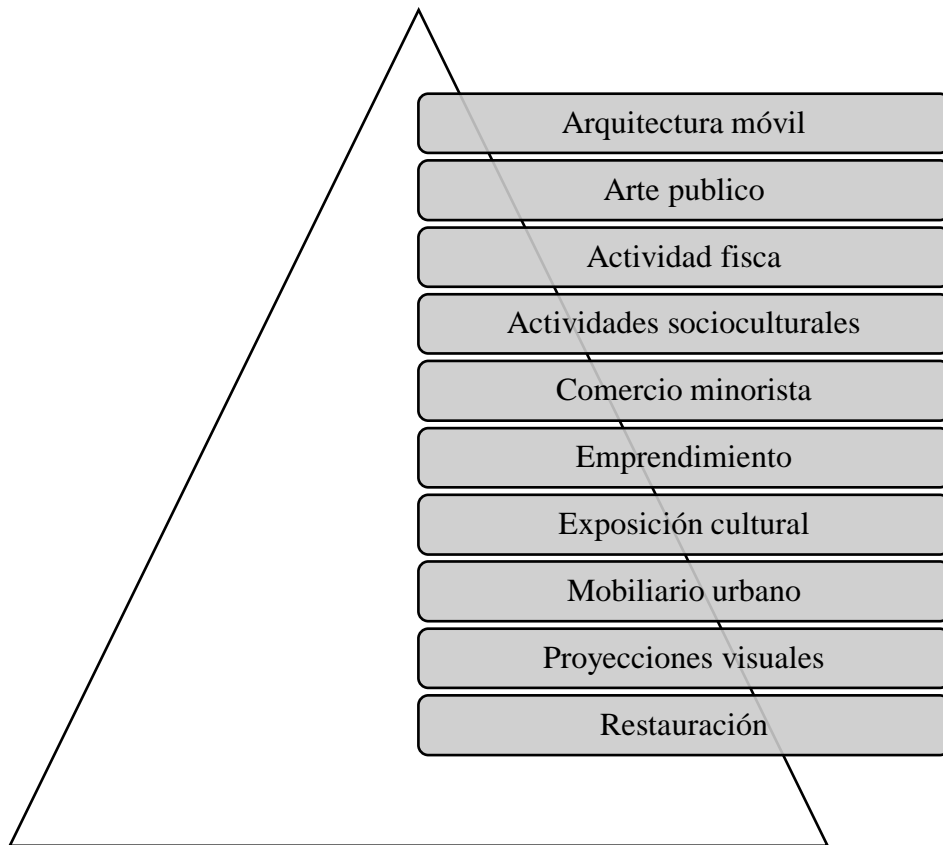 Arquitectura móvil
Arte publico
Actividad fisca
Actividades socioculturales
Comercio minorista
Emprendimiento
Exposición cultural
Mobiliario urbano
Proyecciones visuales
Restauración